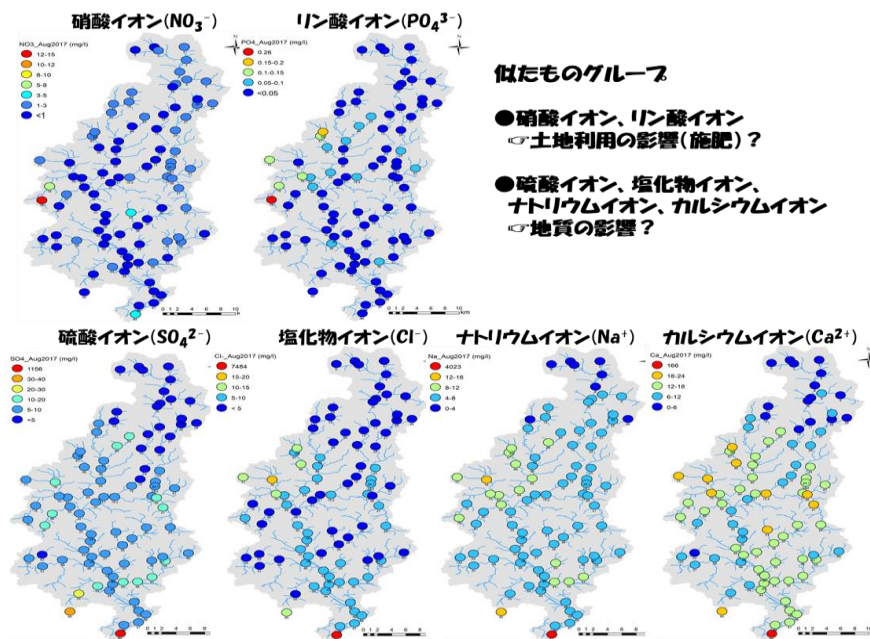 硝酸イオン(NO₃⁻)
NO3_Aug2017 (mg/l)
12-15
10-12
8-10
5-8
3-5
1-3
<1
リン酸イオン(PO₄³⁻)
PO4_Aug2017 (mg/l)
0.26
0.15-0.2
0.1-0.15
0.05-0.1
<0.05
似たものグループ
●硝酸イオン、リン酸イオン
☞土地利用の影響(施肥)?
●硫酸イオン、塩化物イオン、
ナトリウムイオン、カルシウムイオン
☞地質の影響?
硫酸イオン(SO₄²⁻)
SO4_Aug2017 (mg/l)
1156
30-40
20-30
10-20
5-10
<5
塩化物イオン(Cl⁻)
Cl-_Aug2017 (mg/l)
7484
15-20
10-15
5-10
< 5
ナトリウムイオン(Na⁺)
Na_Aug2017 (mg/l)
4023
12-16
8-12
4-8
0-4
カルシウムイオン(Ca²⁺)
Ca_Aug2017 (mg/l)
166
18-24
12-18
6-12
0-6